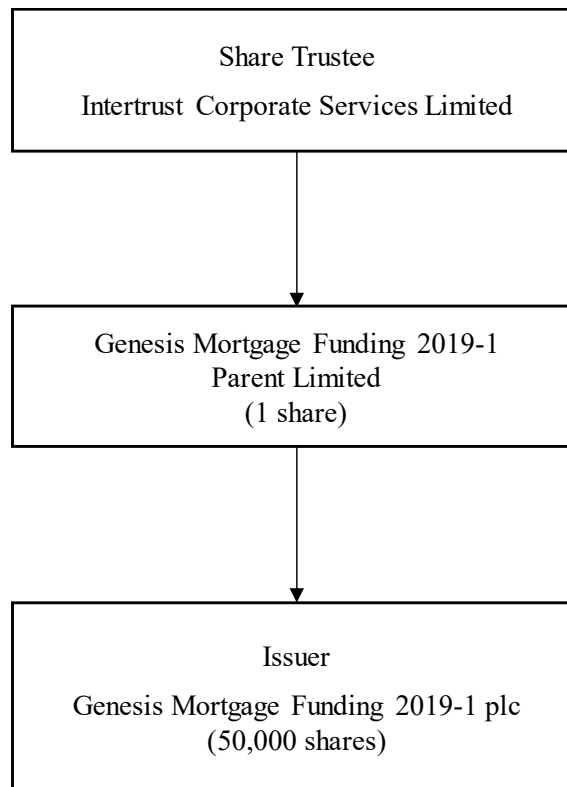 Share Trustee
Intertrust Corporate Services Limited
Genesis Mortgage Funding 2019-1
Parent Limited
(1 share)
Issuer
Genesis Mortgage Funding 2019-1 plc
(50,000 shares)